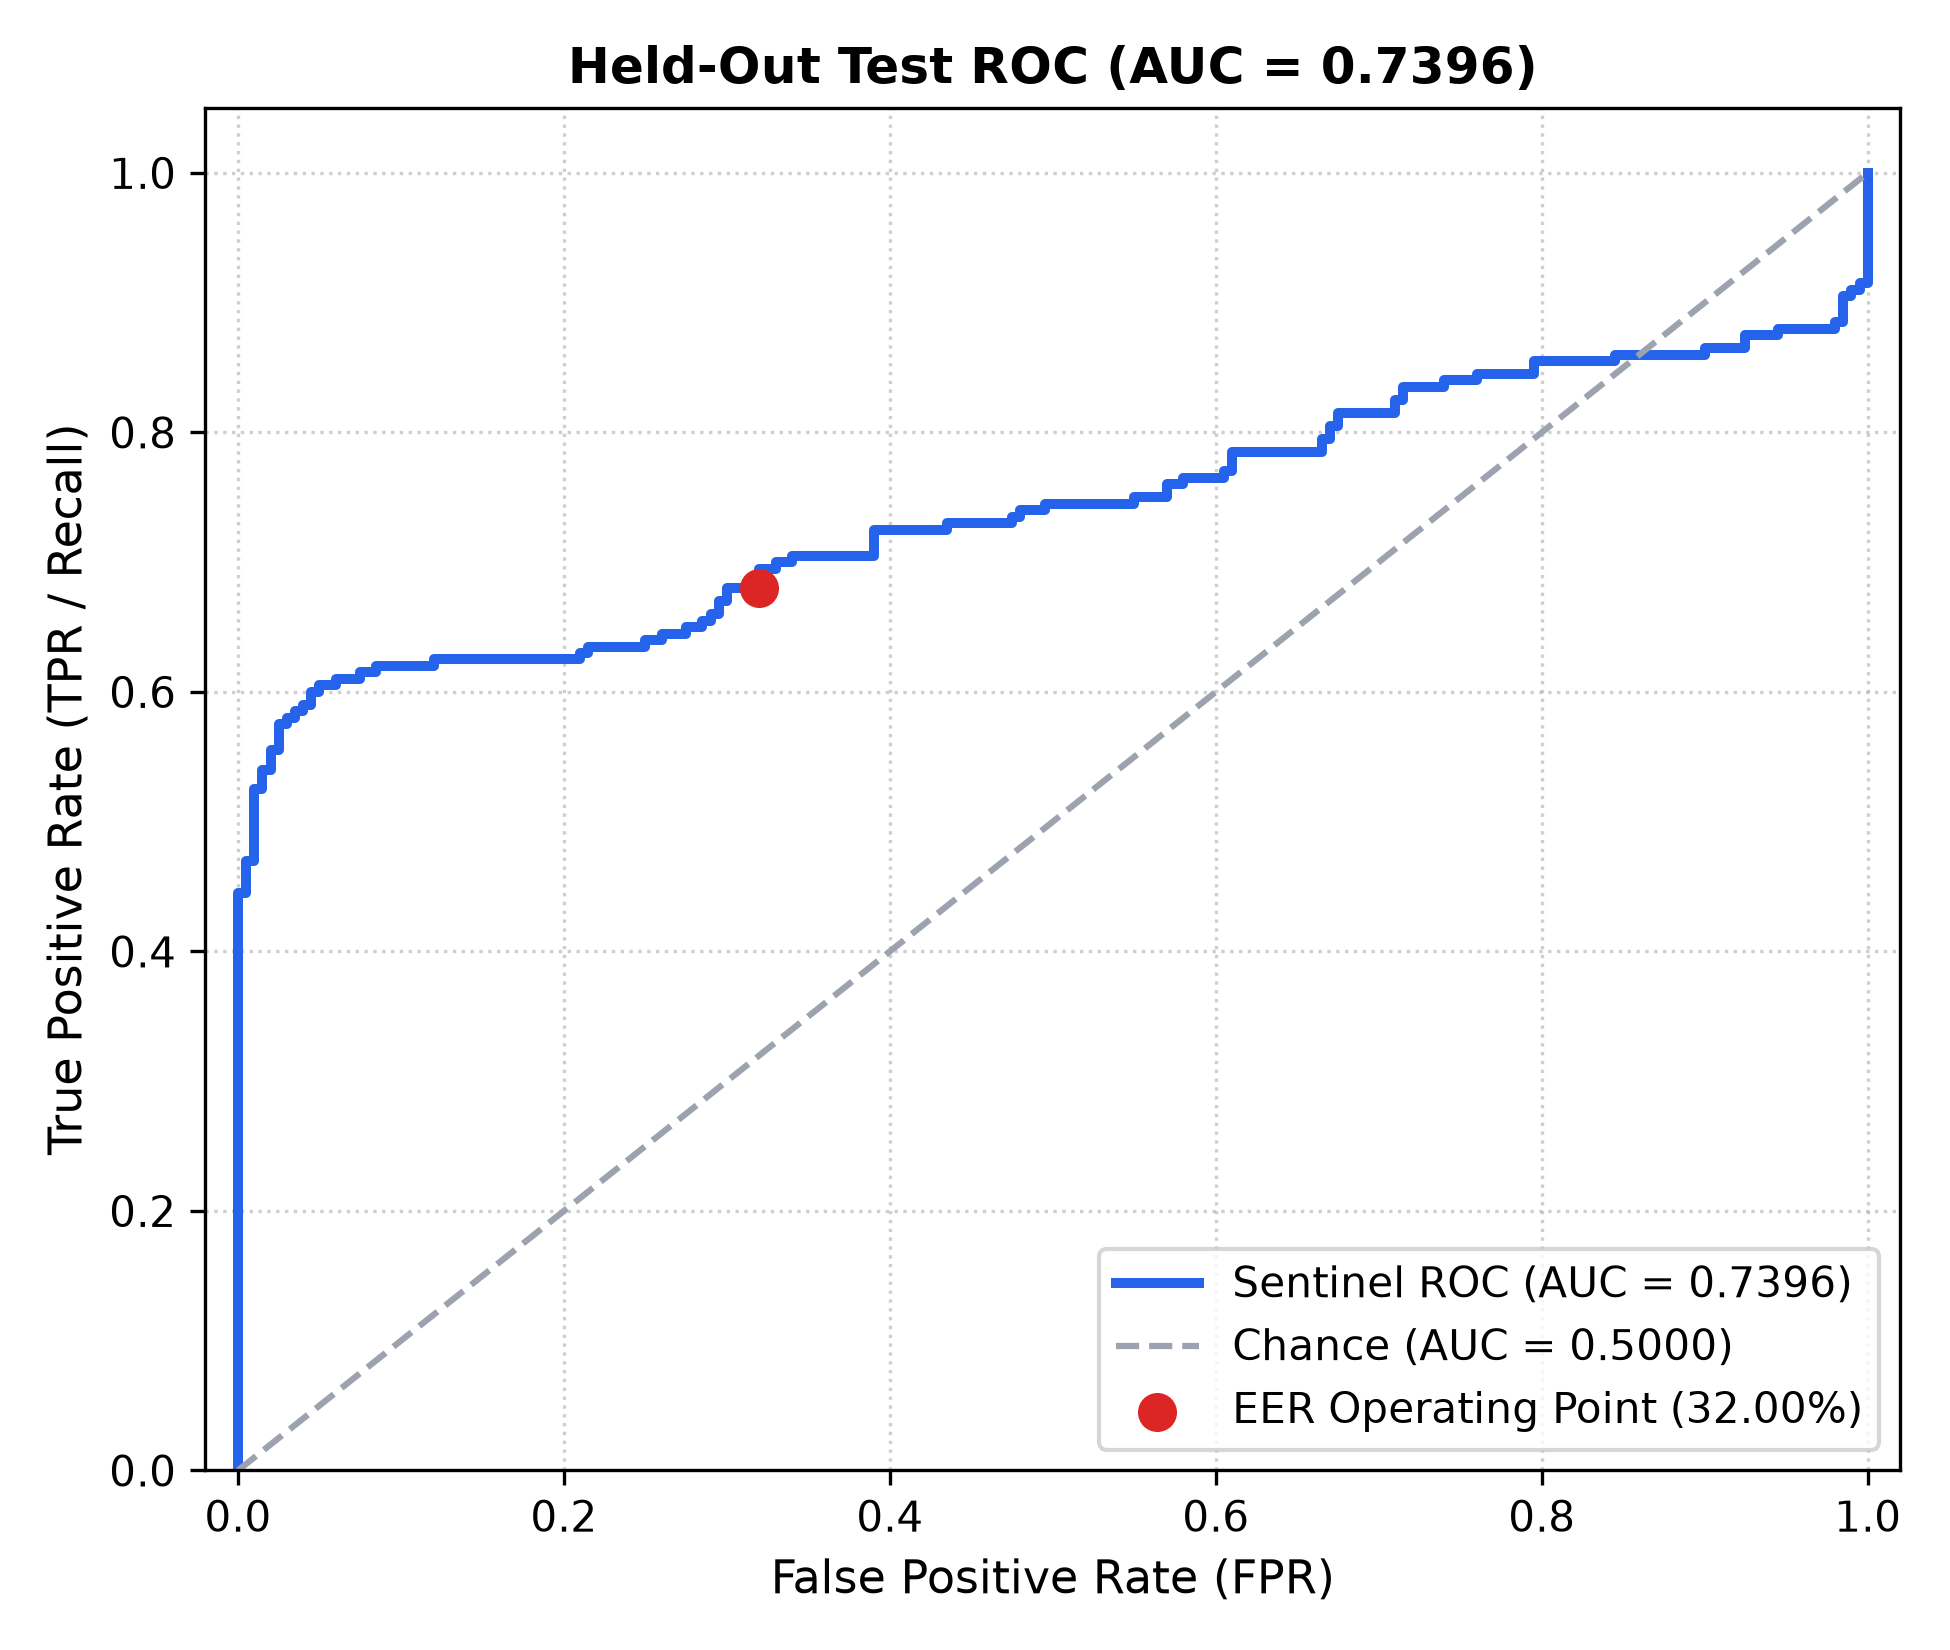 Held-Out Test ROC (AUC = 0.7396)
True Positive Rate (TPR / Recall)
1.0
0.8
0.6
0.4
0.2
0.0
0.0 0.2 0.4 0.6 0.8 1.0
False Positive Rate (FPR)
Sentinel ROC (AUC = 0.7396)
Chance (AUC = 0.5000)
EER Operating Point (32.00%)